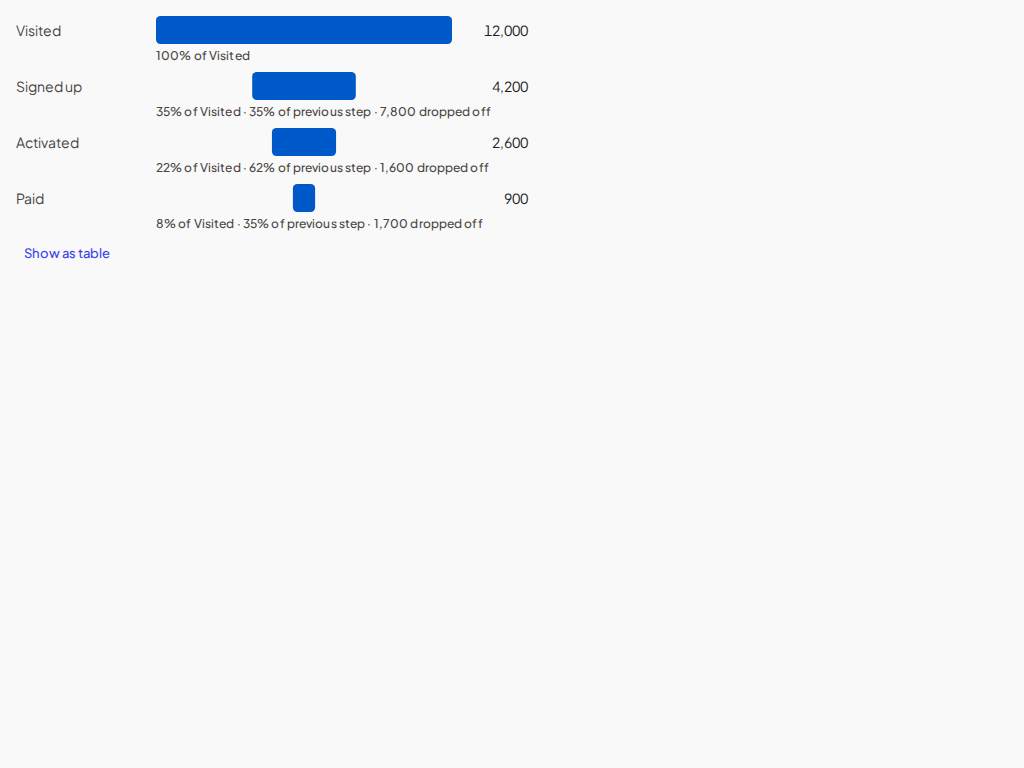 Visited 12,000
100% of Visited
Signed up 4,200
35% of Visited · 35% of previous step · 7,800 dropped off
Activated 2,600
22% of Visited · 62% of previous step · 1,600 dropped off
Paid 900
8% of Visited · 35% of previous step · 1,700 dropped off
Show as table